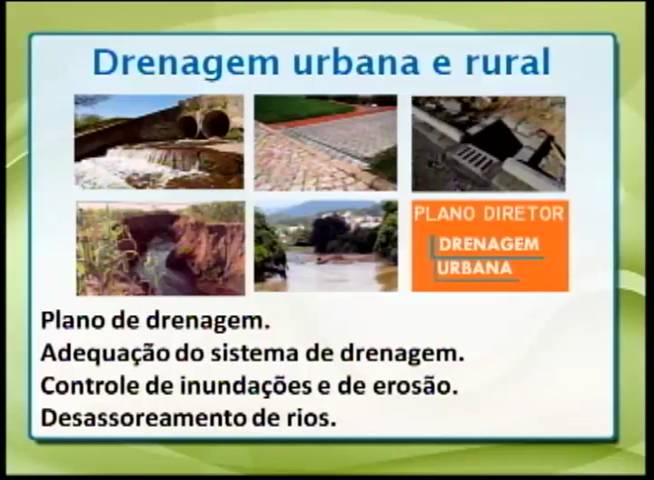 Drenagem urbana e rural
PLANO DIRETOR
DRENAGEM
URBANA
Plano de drenagem.
Adequação do sistema de drenagem.
Controle de inundações e de erosão.
Desassoreamento de rios.